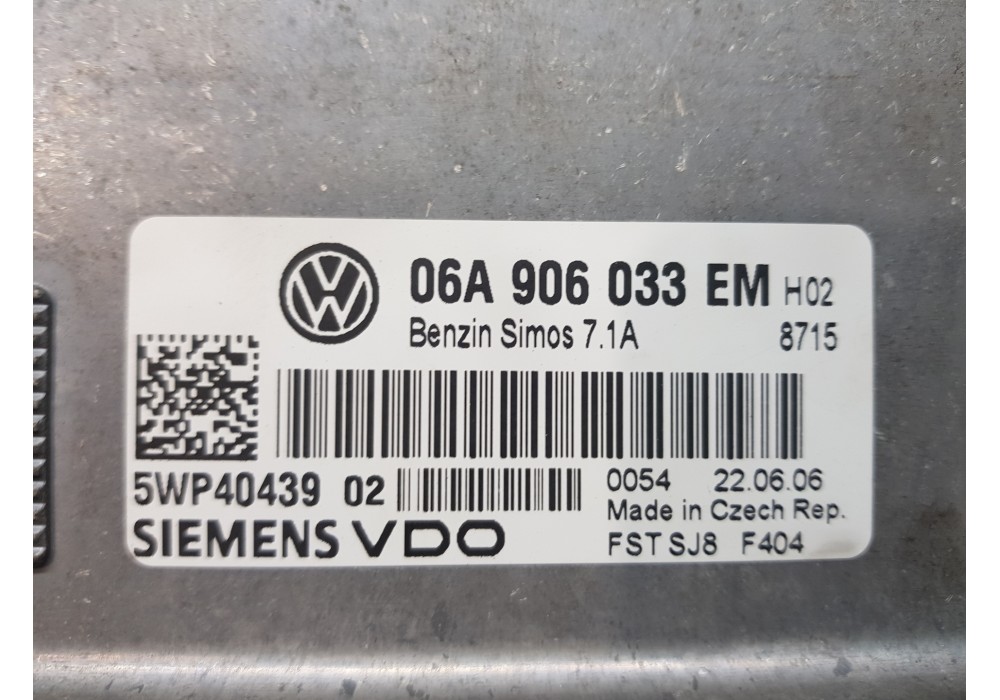 06A 906 033 EM H02
Benzin Simos 7.1A 8715
5WP40439 02 0054 22.06.06
Made in Czech Rep.
SIEMENS VDO FST SJ8 F404